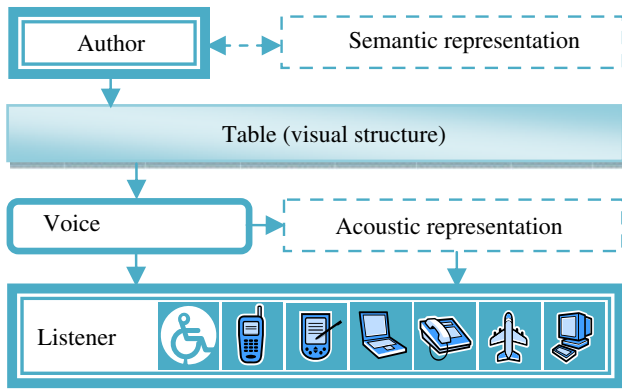 Author
Semantic representation
Table (visual structure)
Voice
Acoustic representation
Listener